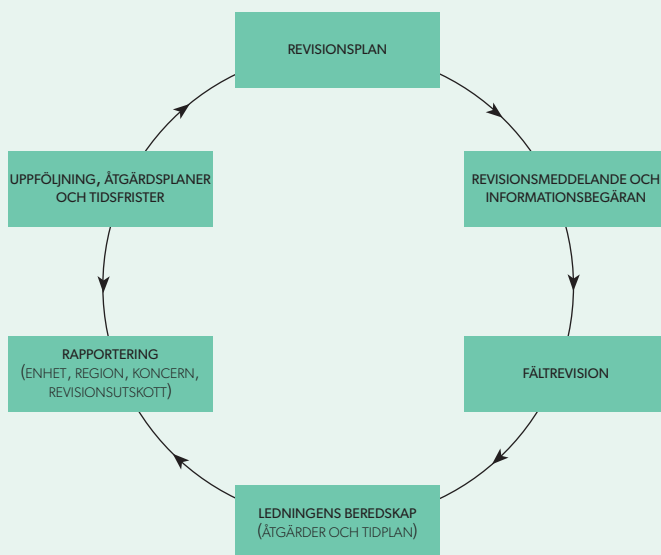 REVISIONSPLAN
REVISIONSMEDDELANDE OCH
INFORMATIONSBEGÄRAN
FÄLTREVISION
LEDNINGENS BEREDSKAP
(ÅTGÄRDER OCH TIDPLAN)
RAPPORTERING
(ENHET, REGION, KONCERN,
REVISIONSUTSKOTT)
UPPFÖLJNING, ÅTGÄRDSPLANER
OCH TIDSFRISTER